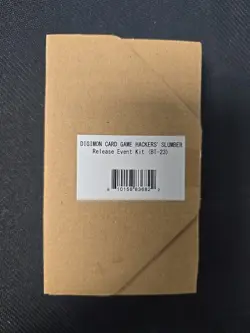 DIGIMON CARD GAME HACKERS' SLUMBER
Release Event Kit (BT-23)